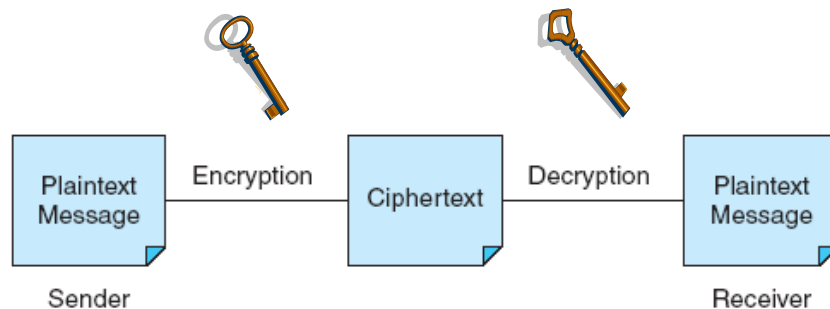 Plaintext
Message
Encryption
Ciphertext
Decryption
Plaintext
Message
Sender
Receiver